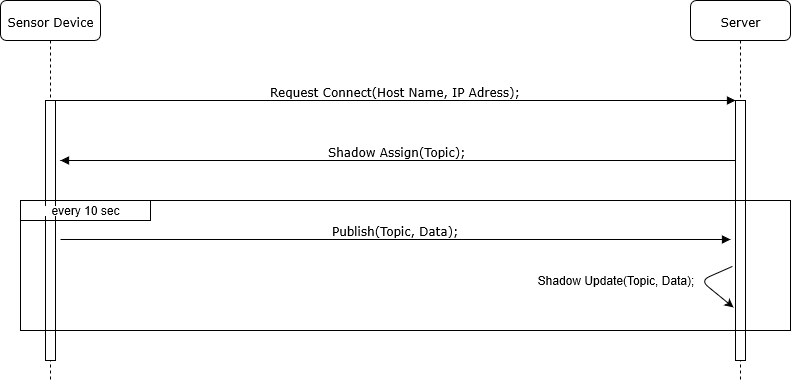 Sensor Device
Server
Request Connect(Host Name, IP Adress);
Shadow Assign(Topic);
every 10 sec
Publish(Topic, Data);
Shadow Update(Topic, Data);